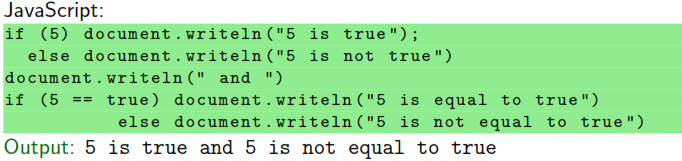 JavaScript:
if (5) document.writeln("5 is true");
  else document.writeln("5 is not true")
document.writeln(" and ")
if (5 == true) document.writeln("5 is equal to true")
          else document.writeln("5 is not equal to true")
Output: 5 is true and 5 is not equal to true